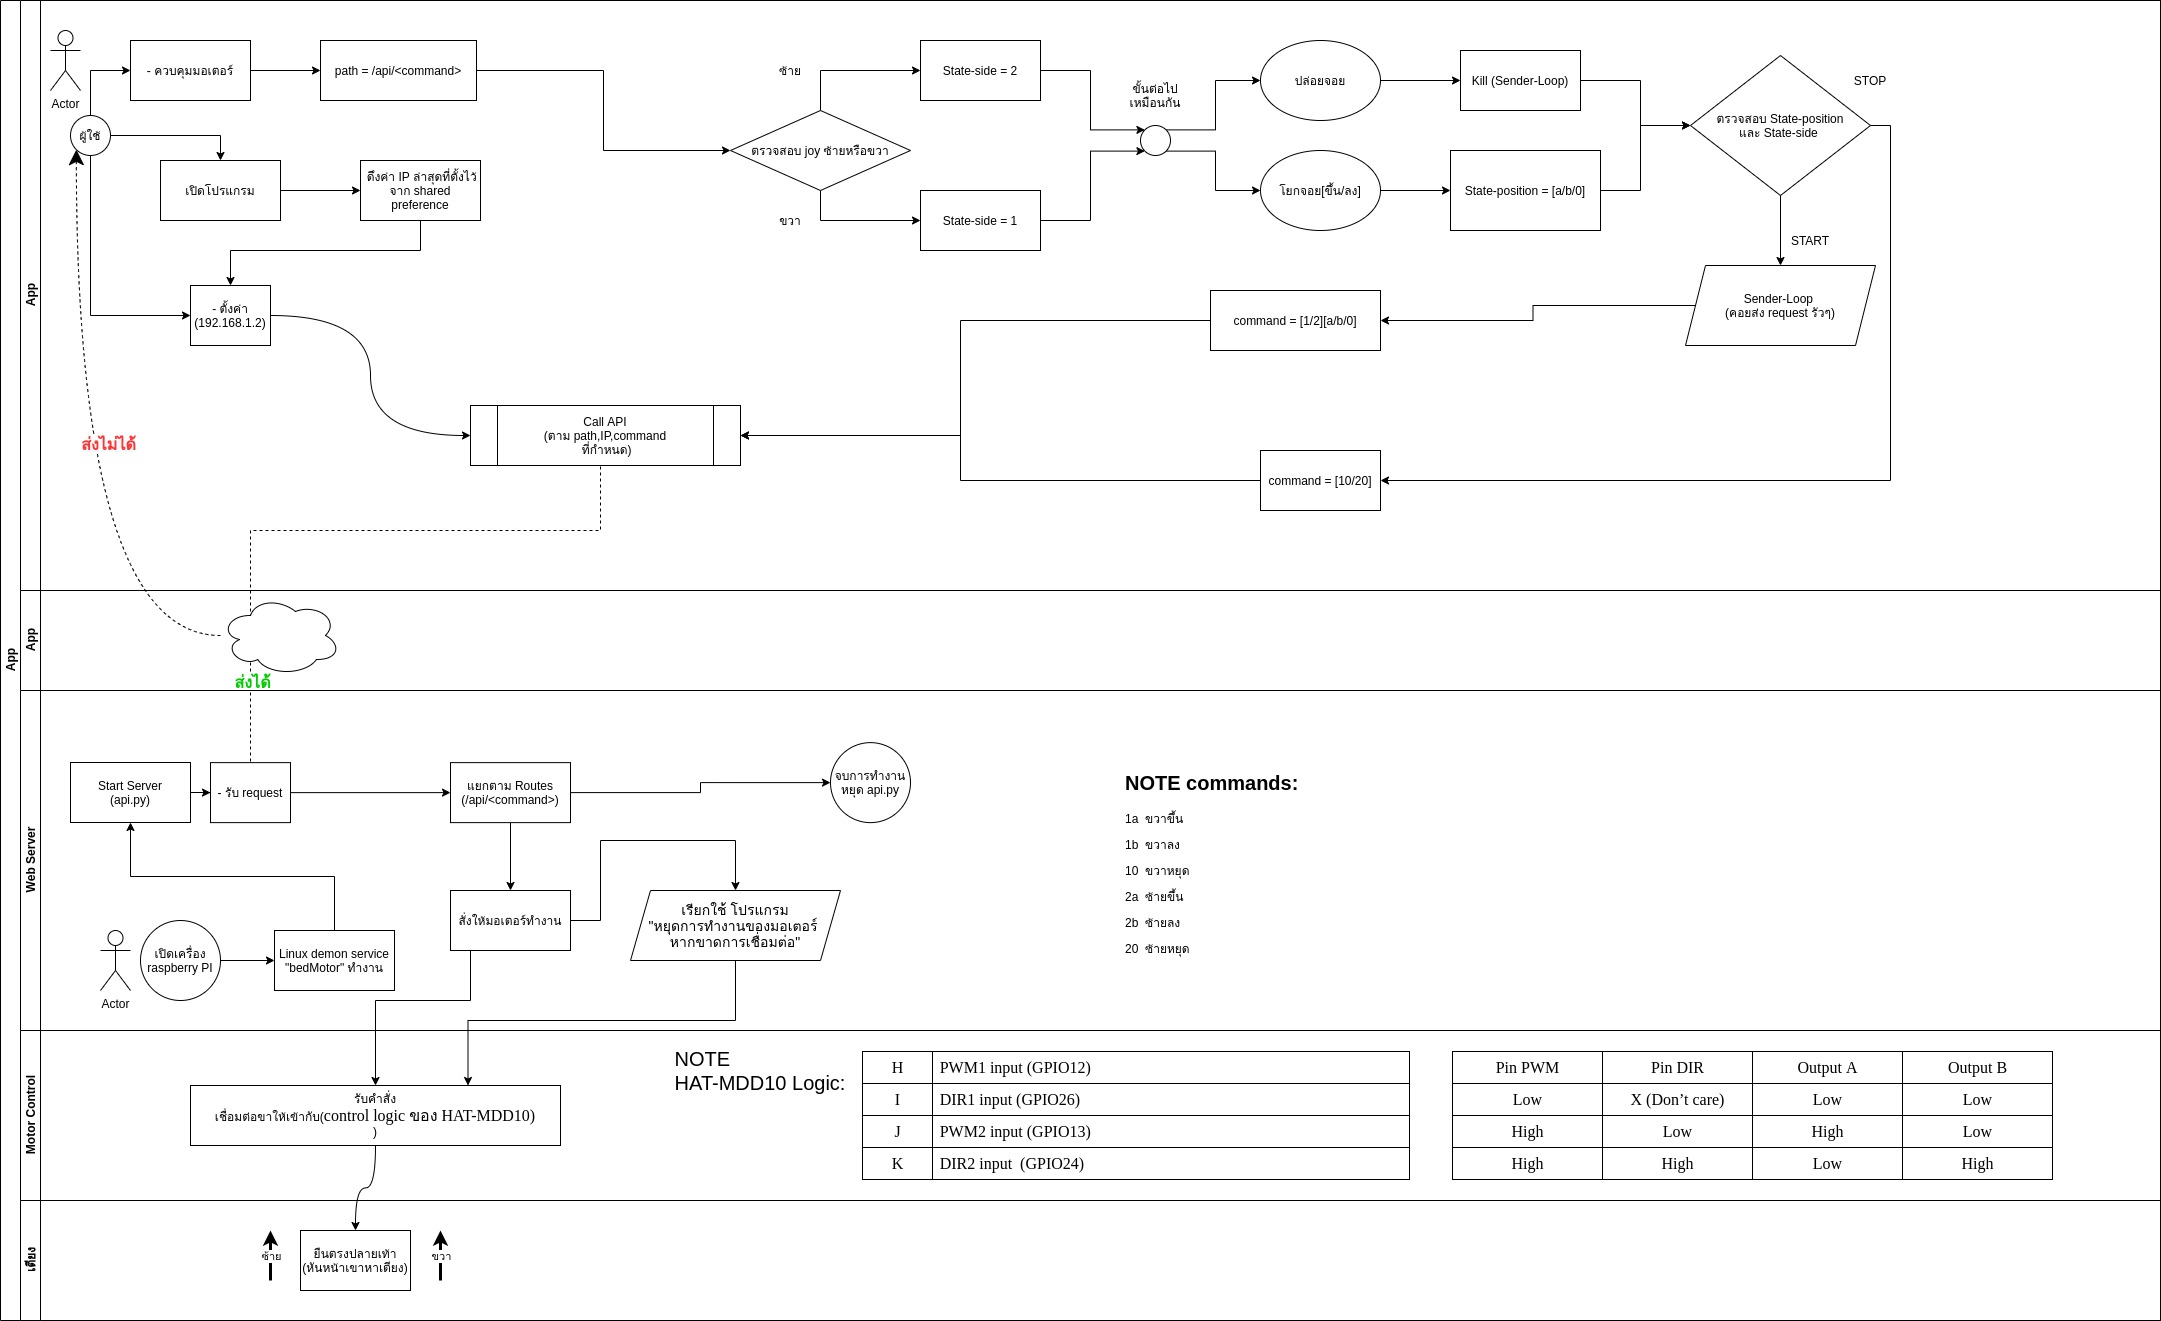 App
App
Actor
ผู้ใช้
- ควบคุมมอเตอร์
path = /api/<command>
เปิดโปรแกรม
ดึงค่า IP ล่าสุดที่ตั้งไว้
จาก shared
preference
- ตั้งค่า
(192.168.1.2)
ซ้าย
ตรวจสอบ joy ซ้ายหรือขวา
ขวา
State-side = 2
State-side = 1
ขั้นต่อไป
เหมือนกัน
ปล่อยจอย
โยกจอย[ขึ้น/ลง]
Kill (Sender-Loop)
State-position = [a/b/0]
ตรวจสอบ State-position
และ State-side
STOP
START
Sender-Loop
(คอยส่ง request รัวๆ)
command = [1/2][a/b/0]
command = [10/20]
Call API
(ตาม path,IP,command
ที่กำหนด)
ส่งไม่ได้
App
ส่งได้
Web Server
Start Server
(api.py)
- รับ request
แยกตาม Routes
(/api/<command>)
จบการทำงาน
หยุด api.py
สั่งให้มอเตอร์ทำงาน
เรียกใช้ โปรแกรม
"หยุดการทำงานของมอเตอร์
หากขาดการเชื่อมต่อ"
Actor
เปิดเครื่อง
raspberry PI
Linux demon service
"bedMotor" ทำงาน
NOTE commands:
1a ขวาขึ้น
1b ขวาลง
10 ขวาหยุด
2a ซ้ายขึ้น
2b ซ้ายลง
20 ซ้ายหยุด
Motor Control
รับคำสั่ง
เชื่อมต่อขาให้เข้ากับ(control logic ของ HAT-MDD10)
)
NOTE
HAT-MDD10 Logic:
H PWM1 input (GPIO12)
I DIR1 input (GPIO26)
J PWM2 input (GPIO13)
K DIR2 input (GPIO24)
Pin PWM Pin DIR Output A Output B
Low X (Don’t care) Low Low
High Low High Low
High High Low High
เตียง
ซ้าย
ยืนตรงปลายเท้า
(หันหน้าเขาหาเตียง)
ขวา